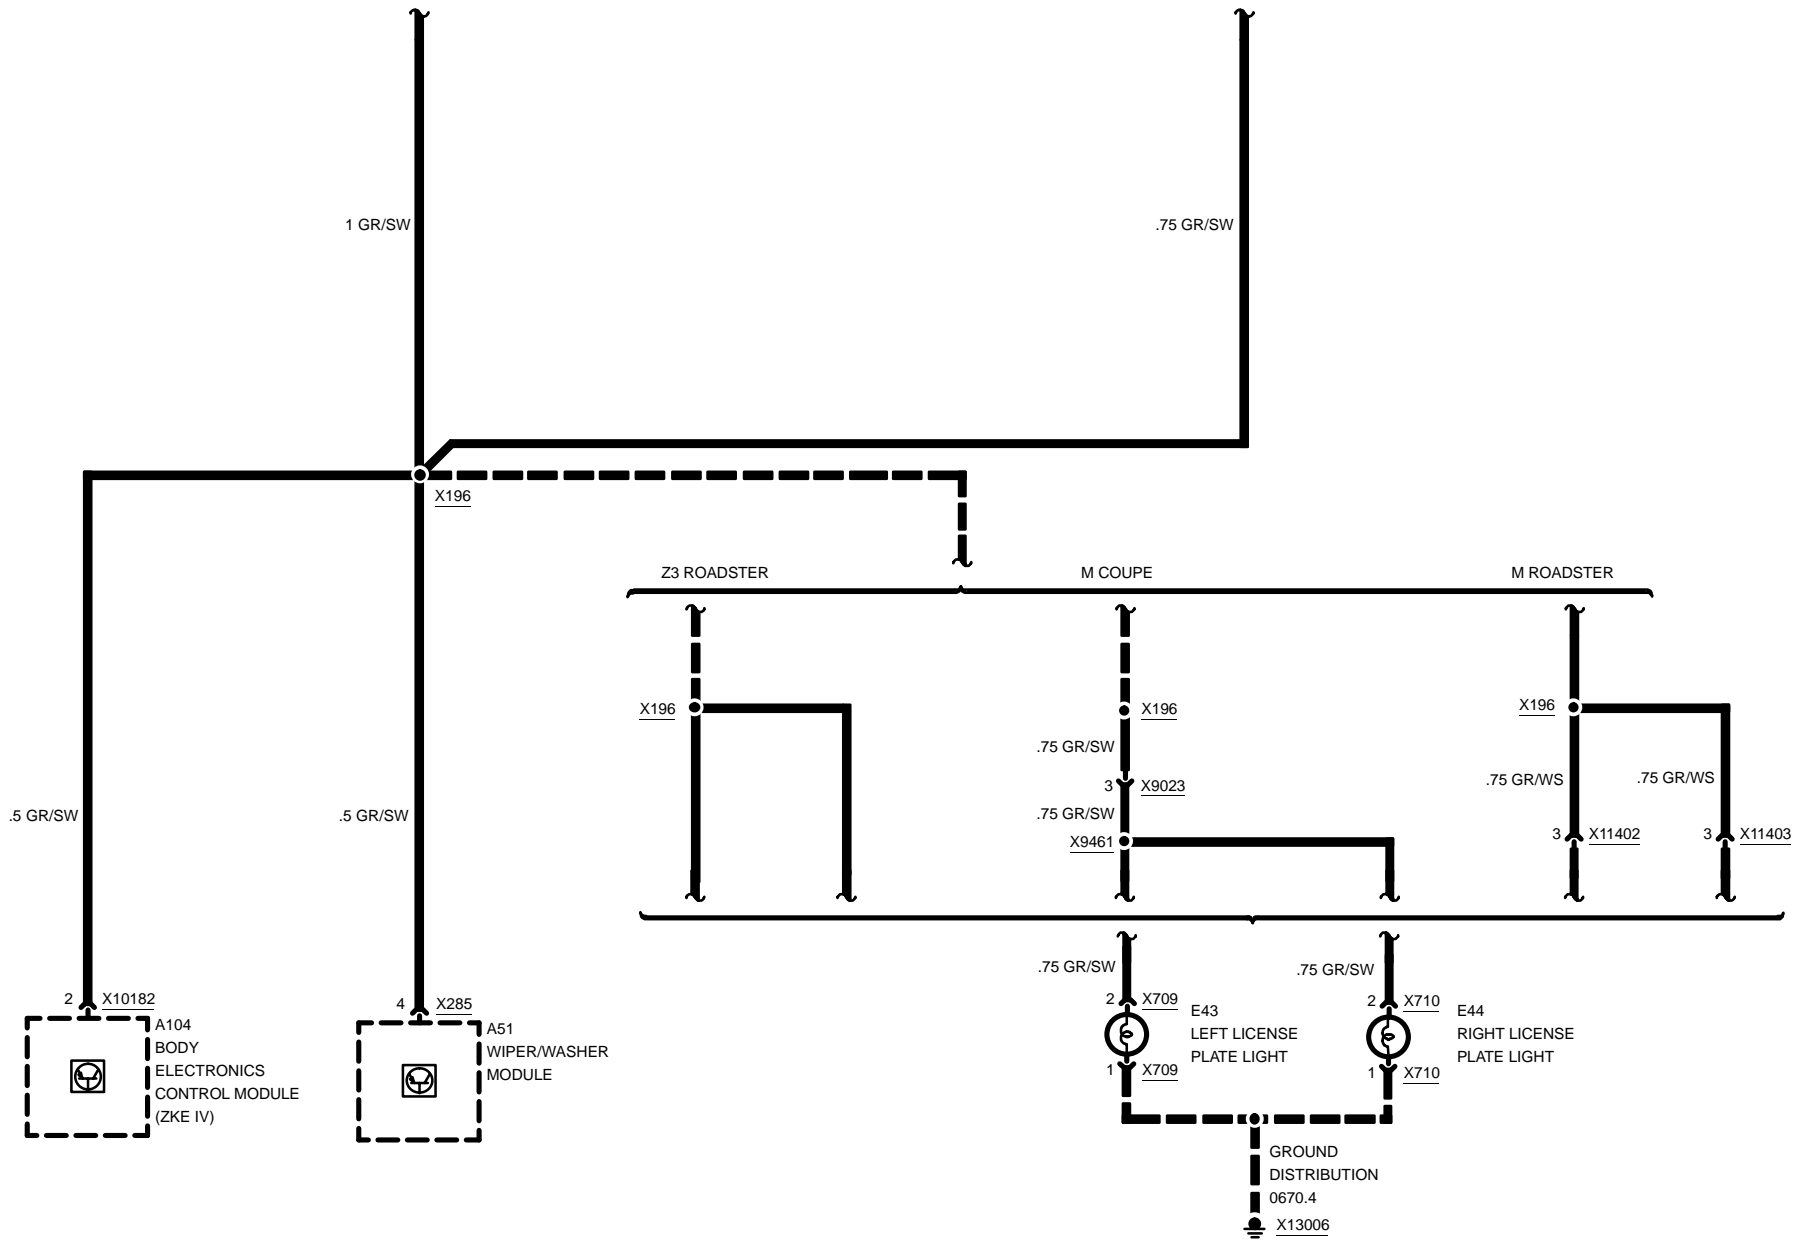 1 GR/SW
.75 GR/SW
X196
Z3 ROADSTER
M COUPE
M ROADSTER
X196
X196
X196
.75 GR/SW
.75 GR/WS
.75 GR/WS
3 X9023
.5 GR/SW
.5 GR/SW
.75 GR/SW
X9461
3 X11402
3 X11403
.75 GR/SW
.75 GR/SW
2 X10182
4 X285
2 X709
2 X710
A104
BODY
ELECTRONICS
CONTROL MODULE
(ZKE IV)
A51
WIPER/WASHER
MODULE
E43
LEFT LICENSE
PLATE LIGHT
E44
RIGHT LICENSE
PLATE LIGHT
1 X709
1 X710
GROUND
DISTRIBUTION
0670.4
X13006